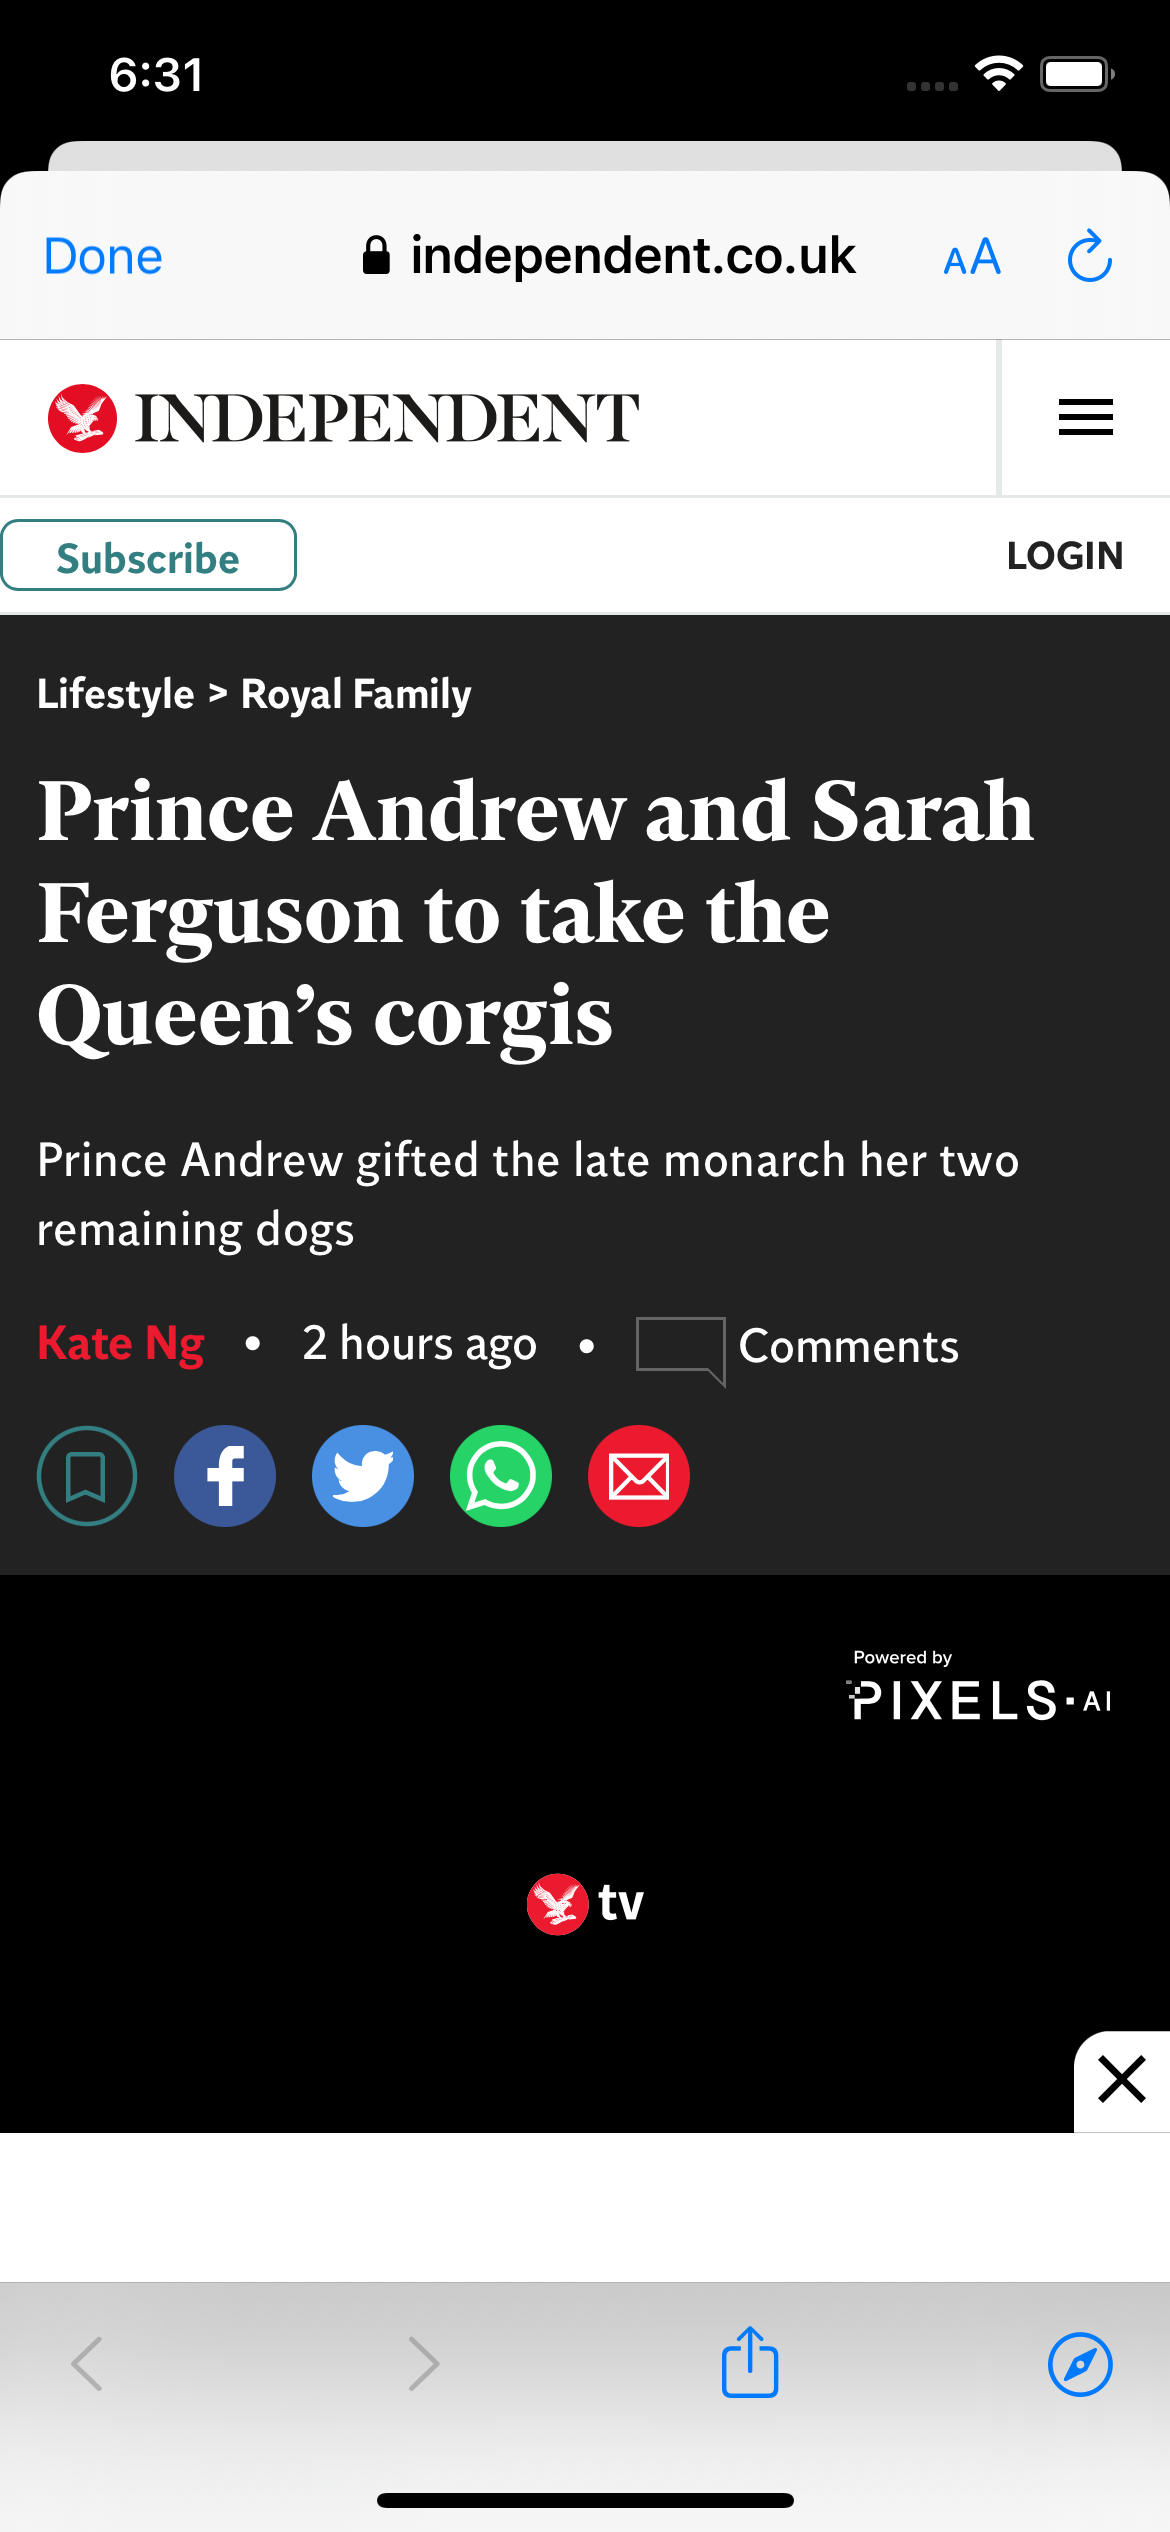 6:31
Done
independent.co.uk
AA
INDEPENDENT
Subscribe
LOGIN
Lifestyle > Royal Family
Prince Andrew and Sarah
Ferguson to take the
Queen’s corgis
Prince Andrew gifted the late monarch her two
remaining dogs
Kate Ng • 2 hours ago • Comments
Powered by
PIXELS.AI
tv